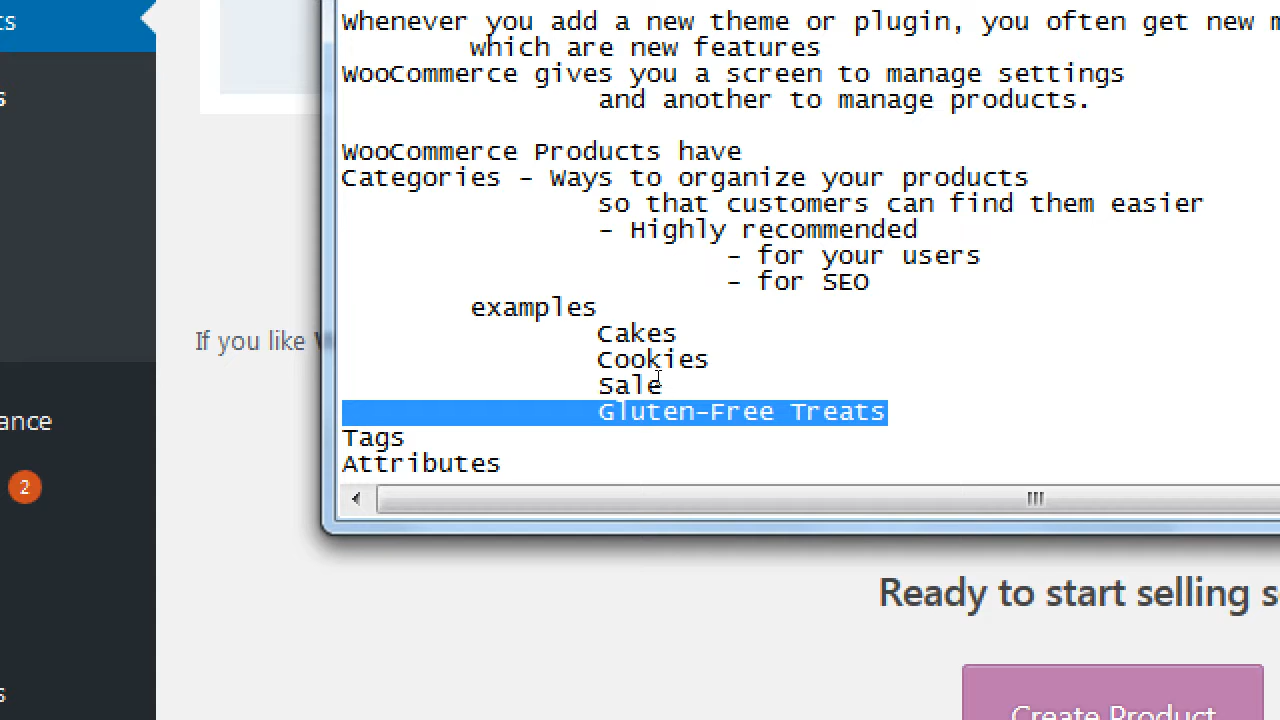 ts
Whenever you add a new theme or plugin, you often get new
which are new features
WooCommerce gives you a screen to manage settings
and another to manage products.
s
WooCommerce Products have
Categories - Ways to organize your products
so that customers can find them easier
- Highly recommended
- for your users
- for SEO
examples
If you like
Cakes
Cookies
Sale
Gluten-Free Treats
ance
Tags
Attributes
2
Ready to start selling s
s
Create Product